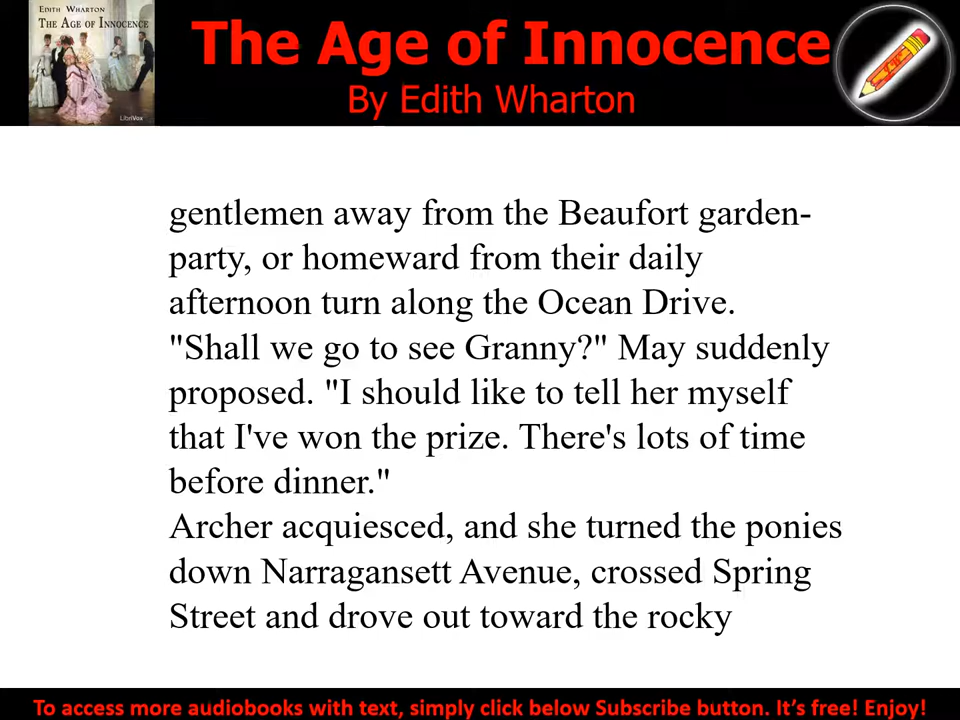 EDITH WHARTON
THE AGE OF INNOCENCE
LibriVox
The Age of Innocence
By Edith Wharton
gentlemen away from the Beaufort garden-
party, or homeward from their daily
afternoon turn along the Ocean Drive.
"Shall we go to see Granny?" May suddenly
proposed. "I should like to tell her myself
that I've won the prize. There's lots of time
before dinner."
Archer acquiesced, and she turned the ponies
down Narragansett Avenue, crossed Spring
Street and drove out toward the rocky
To access more audiobooks with text, simply click below Subscribe button. It's free! Enjoy!